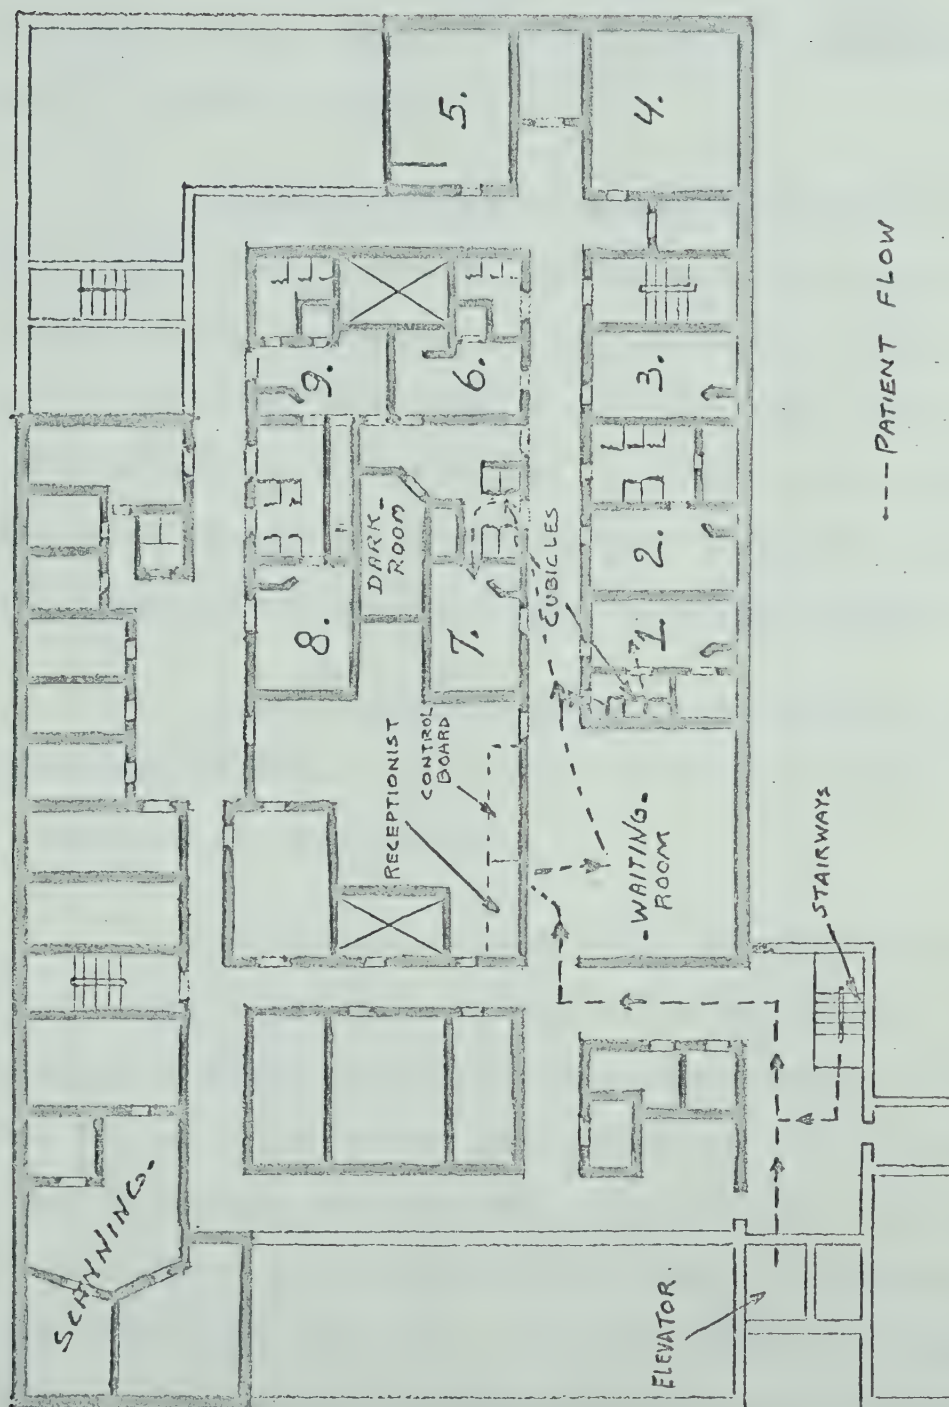 5.
4.
9.
6.
3.
DARK-
ROOM
CUBICLES
2.
8.
7.
1.
RECEPTIONIST
CONTROL
BOARD
-WAITING-
ROOM
STAIRWAYS
SCANNING-
ELEVATOR.
---PATIENT FLOW